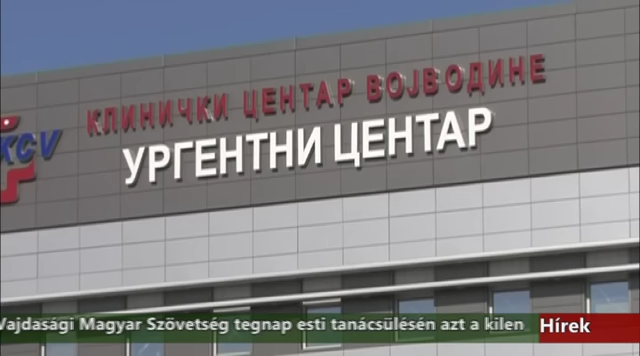 КЛИНИЧКИ ЦЕНТАР ВОЈВОДИНЕ
KCV
УРГЕНТНИ ЦЕНТАР
Vajdasági Magyar Szövetség tegnap esti tanácsülésén azt a kilen
Hírek